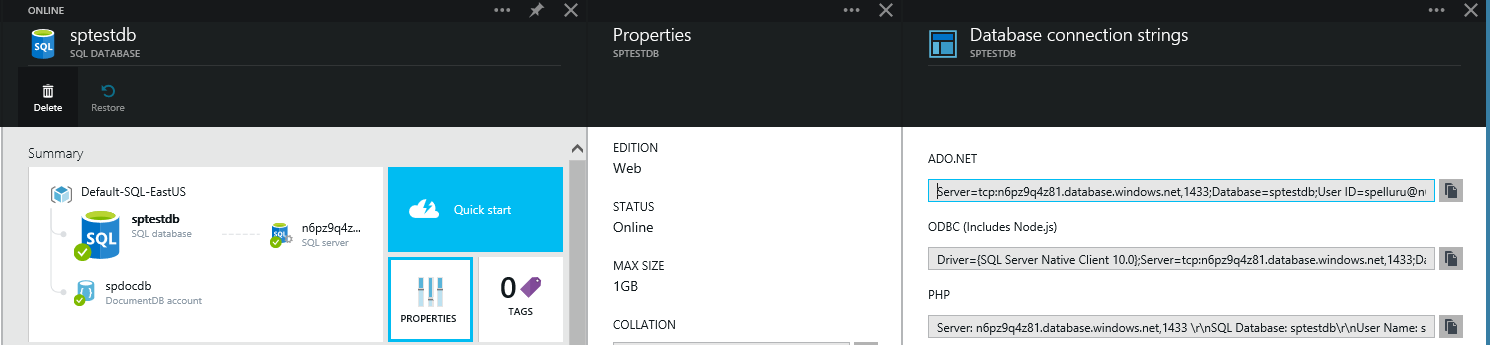 ONLINE
sptestdb
SQL DATABASE
Delete
Restore
Summary
Default-SQL-EastUS
SQL
sptestdb
SQL database
n6pz9q4z...
SQL server
spdocdb
DocumentDB account
Quick start
PROPERTIES
0
TAGS
Properties
SPTESTDB
EDITION
Web
STATUS
Online
MAX SIZE
1GB
COLLATION
Database connection strings
SPTESTDB
ADO.NET
Server=tcp:n6pz9q4z81.database.windows.net,1433;Database=sptestdb;User ID=spelluru@n
ODBC (Includes Node.js)
Driver={SQL Server Native Client 10.0};Server=tcp:n6pz9q4z81.database.windows.net,1433;Da
PHP
Server: n6pz9q4z81.database.windows.net,1433 \r\nSQL Database: sptestdb\r\nUser Name: s